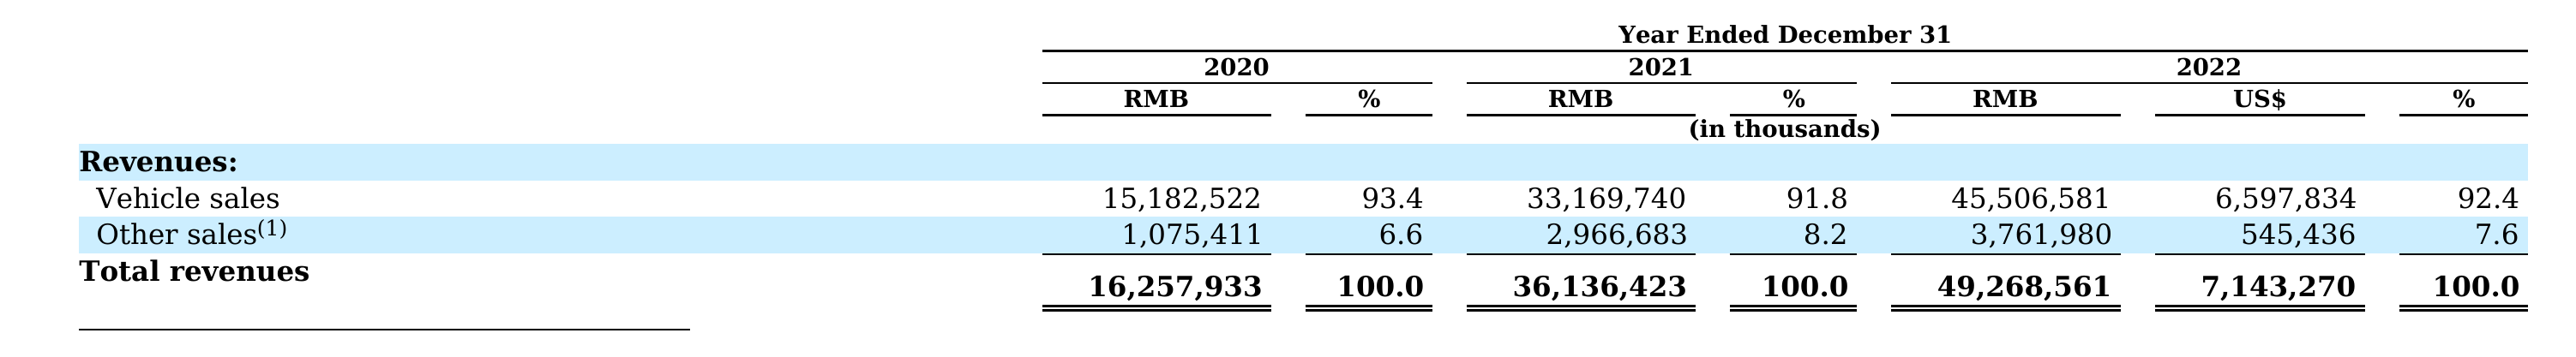 Year Ended December 31
2020 2021 2022
RMB % RMB % RMB US$ %
(in thousands)
Revenues:
Vehicle sales 15,182,522 93.4 33,169,740 91.8 45,506,581 6,597,834 92.4
Other sales(1) 1,075,411 6.6 2,966,683 8.2 3,761,980 545,436 7.6
Total revenues 16,257,933 100.0 36,136,423 100.0 49,268,561 7,143,270 100.0